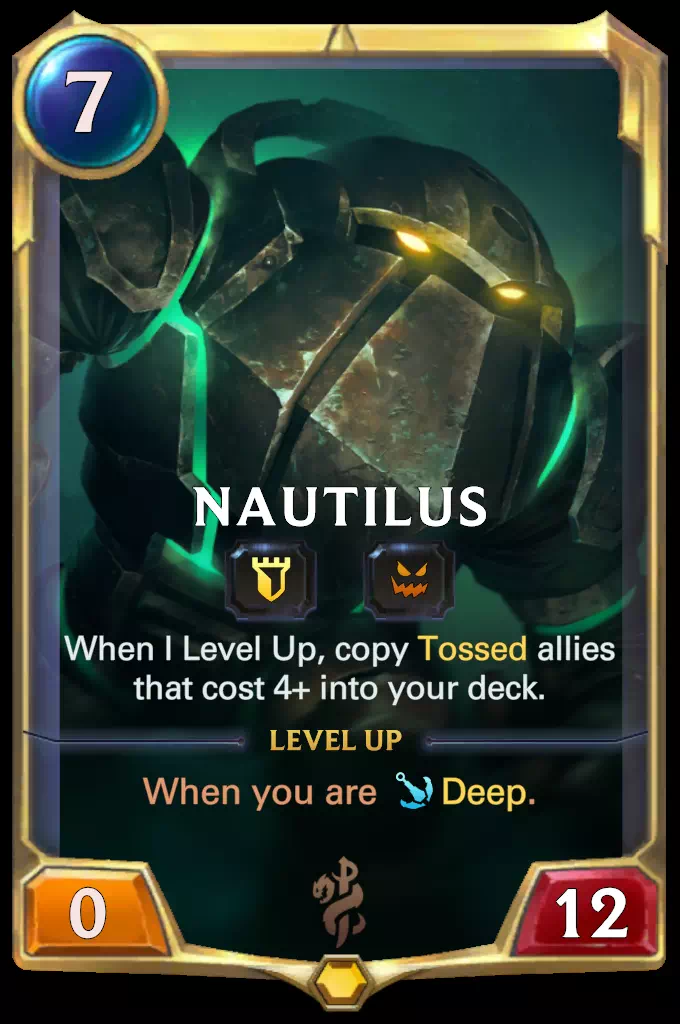 7
NAUTILUS
When I Level Up, copy Tossed allies
that cost 4+ into your deck.
LEVEL UP
When you are Deep.
0
12